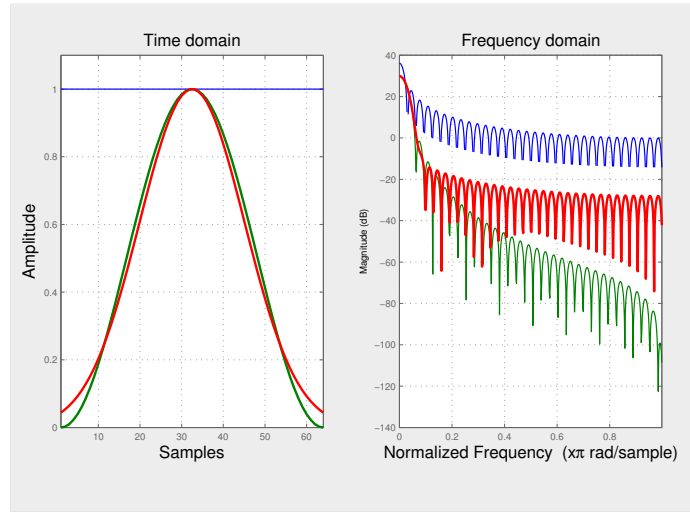 Time domain
Amplitude
1
0.8
0.6
0.4
0.2
0
10 20 30 40 50 60
Samples
Frequency domain
Magnitude (dB)
40
20
0
−20
−40
−60
−80
−100
−120
−140
0 0.2 0.4 0.6 0.8
Normalized Frequency (xπ rad/sample)